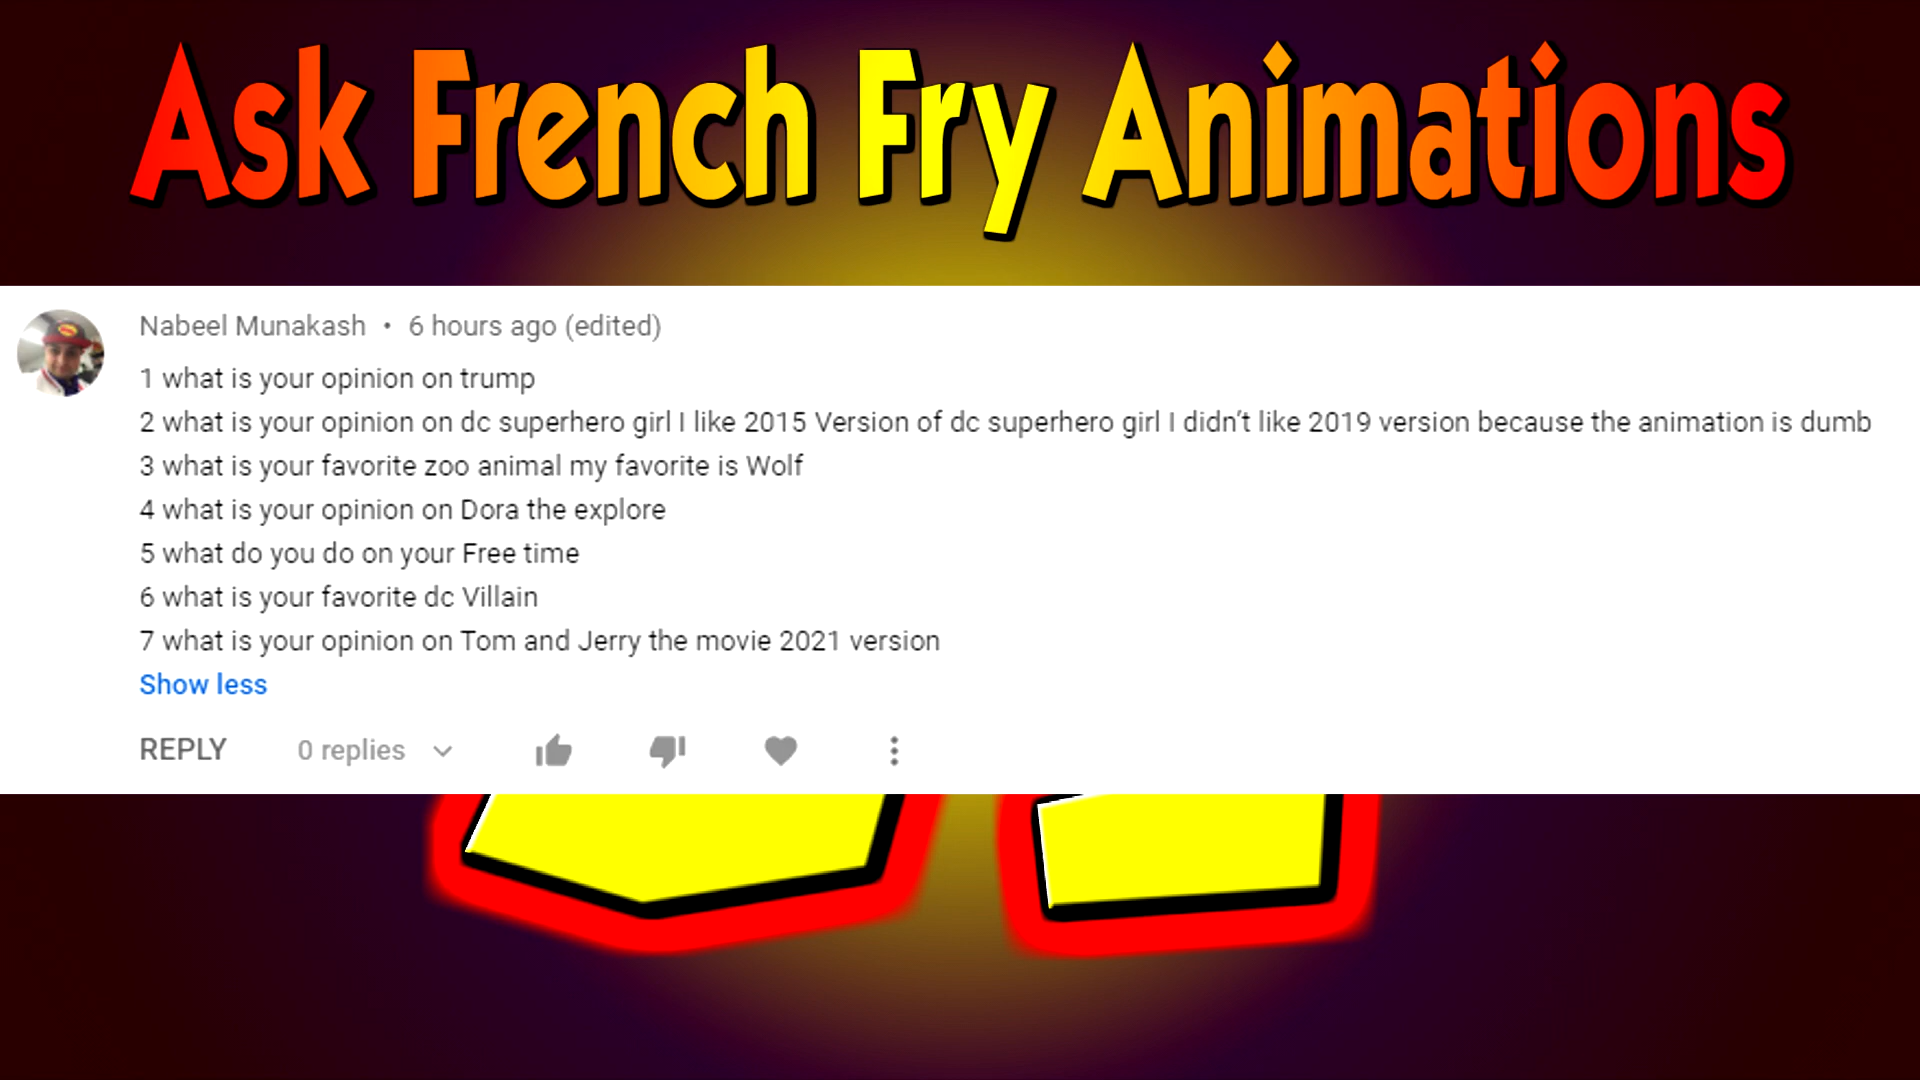 Ask French Fry Animations
Nabeel Munakash • 6 hours ago (edited)
1 what is your opinion on trump
2 what is your opinion on dc superhero girl I like 2015 Version of dc superhero girl I didn't like 2019 version because the animation is dumb
3 what is your favorite zoo animal my favorite is Wolf
4 what is your opinion on Dora the explore
5 what do you do on your Free time
6 what is your favorite dc Villain
7 what is your opinion on Tom and Jerry the movie 2021 version
Show less
REPLY 0 replies